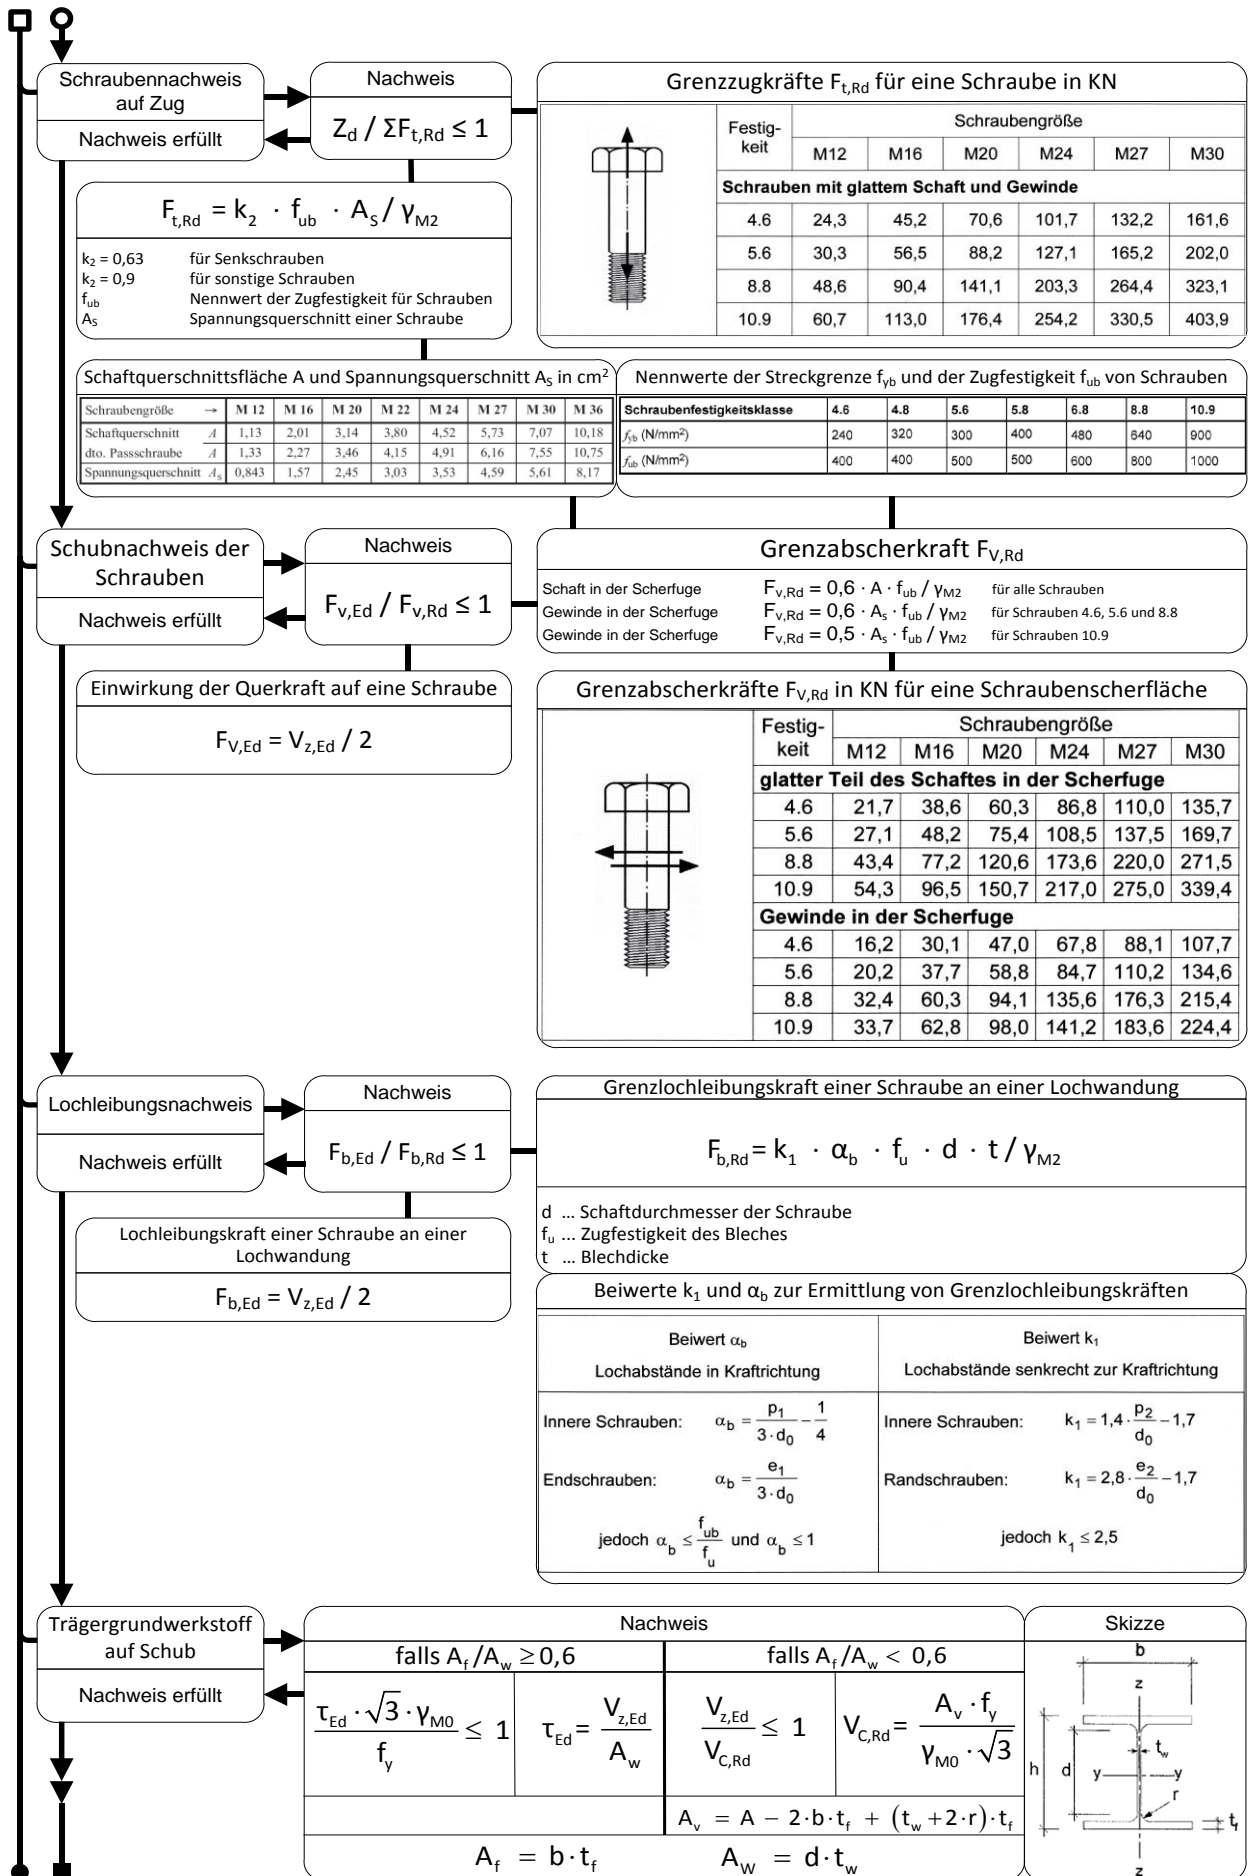 Schraubennachweis
auf Zug
Nachweis erfüllt
Nachweis
Z_d / ΣF_t,Rd ≤ 1
F_t,Rd = k_2 · f_ub · A_S / γ_M2
k_2 = 0,63 für Senkschrauben
k_2 = 0,9 für sonstige Schrauben
f_ub Nennwert der Zugfestigkeit für Schrauben
A_S Spannungsquerschnitt einer Schraube
Grenzzugkräfte F_t,Rd für eine Schraube in KN
Festig-
keit
Schraubengröße
M12 M16 M20 M24 M27 M30
Schrauben mit glattem Schaft und Gewinde
4.6 24,3 45,2 70,6 101,7 132,2 161,6
5.6 30,3 56,5 88,2 127,1 165,2 202,0
8.8 48,6 90,4 141,1 203,3 264,4 323,1
10.9 60,7 113,0 176,4 254,2 330,5 403,9
Schaftquerschnittsfläche A und Spannungsquerschnitt A_S in cm²
Schraubengröße → M 12 M 16 M 20 M 22 M 24 M 27 M 30 M 36
Schaftquerschnitt A 1,13 2,01 3,14 3,80 4,52 5,73 7,07 10,18
dto. Passschraube A 1,33 2,27 3,46 4,15 4,91 6,16 7,55 10,75
Spannungsquerschnitt A_S 0,843 1,57 2,45 3,03 3,53 4,59 5,61 8,17
Nennwerte der Streckgrenze f_yb und der Zugfestigkeit f_ub von Schrauben
Schraubenfestigkeitsklasse 4.6 4.8 5.6 5.8 6.8 8.8 10.9
f_yb (N/mm²) 240 320 300 400 480 640 900
f_ub (N/mm²) 400 400 500 500 600 800 1000
Schubnachweis der
Schrauben
Nachweis erfüllt
Nachweis
F_v,Ed / F_v,Rd ≤ 1
Einwirkung der Querkraft auf eine Schraube
F_V,Ed = V_z,Ed / 2
Grenzabscherkraft F_V,Rd
Schaft in der Scherfuge F_v,Rd = 0,6 · A · f_ub / γ_M2 für alle Schrauben
Gewinde in der Scherfuge F_v,Rd = 0,6 · A_s · f_ub / γ_M2 für Schrauben 4.6, 5.6 und 8.8
Gewinde in der Scherfuge F_v,Rd = 0,5 · A_s · f_ub / γ_M2 für Schrauben 10.9
Grenzabscherkräfte F_V,Rd in KN für eine Schraubenscherfläche
Festig-
keit
Schraubengröße
M12 M16 M20 M24 M27 M30
glatter Teil des Schaftes in der Scherfuge
4.6 21,7 38,6 60,3 86,8 110,0 135,7
5.6 27,1 48,2 75,4 108,5 137,5 169,7
8.8 43,4 77,2 120,6 173,6 220,0 271,5
10.9 54,3 96,5 150,7 217,0 275,0 339,4
Gewinde in der Scherfuge
4.6 16,2 30,1 47,0 67,8 88,1 107,7
5.6 20,2 37,7 58,8 84,7 110,2 134,6
8.8 32,4 60,3 94,1 135,6 176,3 215,4
10.9 33,7 62,8 98,0 141,2 183,6 224,4
Lochleibungsnachweis
Nachweis erfüllt
Nachweis
F_b,Ed / F_b,Rd ≤ 1
Lochleibungskraft einer Schraube an einer
Lochwandung
F_b,Ed = V_z,Ed / 2
Grenzlochleibungskraft einer Schraube an einer Lochwandung
F_b,Rd = k_1 · α_b · f_u · d · t / γ_M2
d ... Schaftdurchmesser der Schraube
f_u ... Zugfestigkeit des Bleches
t ... Blechdicke
Beiwerte k_1 und α_b zur Ermittlung von Grenzlochleibungskräften
Beiwert α_b
Lochabstände in Kraftrichtung
Innere Schrauben: α_b = p_1 / (3 · d_0) − 1/4
Endschrauben: α_b = e_1 / (3 · d_0)
jedoch α_b ≤ f_ub / f_u und α_b ≤ 1
Beiwert k_1
Lochabstände senkrecht zur Kraftrichtung
Innere Schrauben: k_1 = 1,4 · p_2 / d_0 − 1,7
Randschrauben: k_1 = 2,8 · e_2 / d_0 − 1,7
jedoch k_1 ≤ 2,5
Trägergrundwerkstoff
auf Schub
Nachweis erfüllt
Nachweis
falls A_f /A_w ≥ 0,6
τ_Ed · √3 · γ_M0 / f_y ≤ 1
τ_Ed = V_z,Ed / A_w
falls A_f /A_w < 0,6
V_z,Ed / V_C,Rd ≤ 1
V_C,Rd = A_v · f_y / (γ_M0 · √3)
A_v = A − 2·b·t_f + (t_w + 2·r)·t_f
A_f = b·t_f
A_W = d·t_w
Skizze
b
z
t_w
h d y y
r
t_f
z